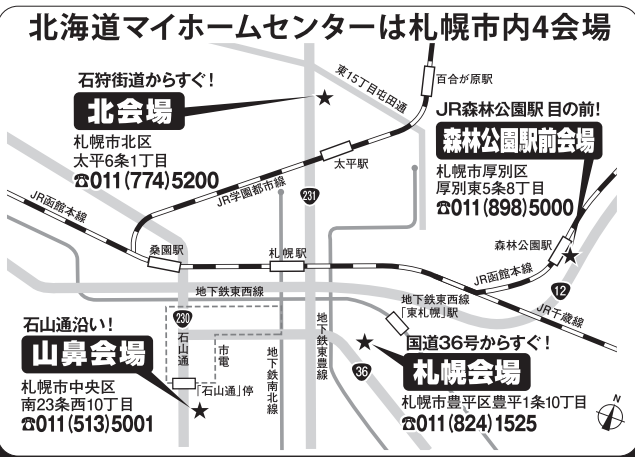 北海道マイホームセンターは札幌市内4会場
石狩街道からすぐ!
北会場
札幌市北区
太平6条1丁目
☎011(774)5200
東15丁目屯田通
百合が原駅
太平駅
JR学園都市線
231
JR森林公園駅 目の前!
森林公園駅前会場
札幌市厚別区
厚別東5条8丁目
☎011(898)5000
森林公園駅
JR函館本線
桑園駅
札幌駅
JR函館本線
12
JR千歳線
地下鉄東西線
地下鉄東西線
「東札幌」駅
石山通沿い!
山鼻会場
札幌市中央区
南23条西10丁目
☎011(513)5001
230
石山通
市電
「石山通」停
地下鉄南北線
地下鉄東豊線
36
国道36号からすぐ!
札幌会場
札幌市豊平区豊平1条10丁目
☎011(824)1525
N